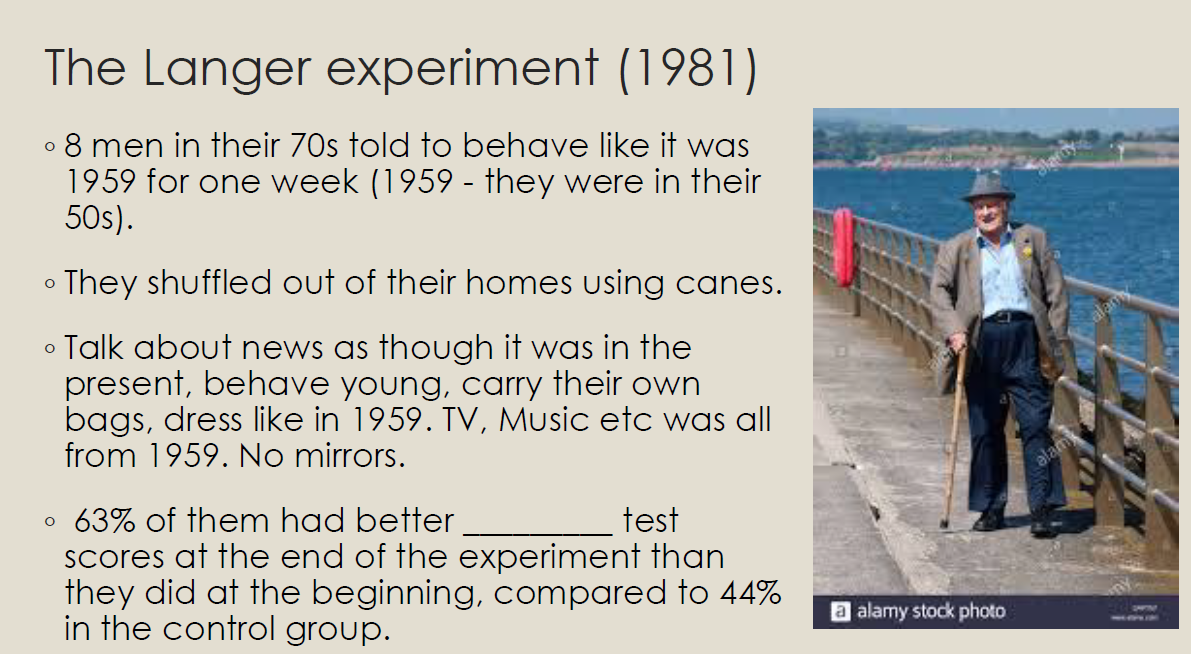 The Langer experiment (1981)
◦ 8 men in their 70s told to behave like it was
1959 for one week (1959 - they were in their
50s).
◦ They shuffled out of their homes using canes.
◦ Talk about news as though it was in the
present, behave young, carry their own
bags, dress like in 1959. TV, Music etc was all
from 1959. No mirrors.
◦ 63% of them had better _________ test
scores at the end of the experiment than
they did at the beginning, compared to 44%
in the control group.
alamy
alamy
alamy
alamy
a alamy stock photo